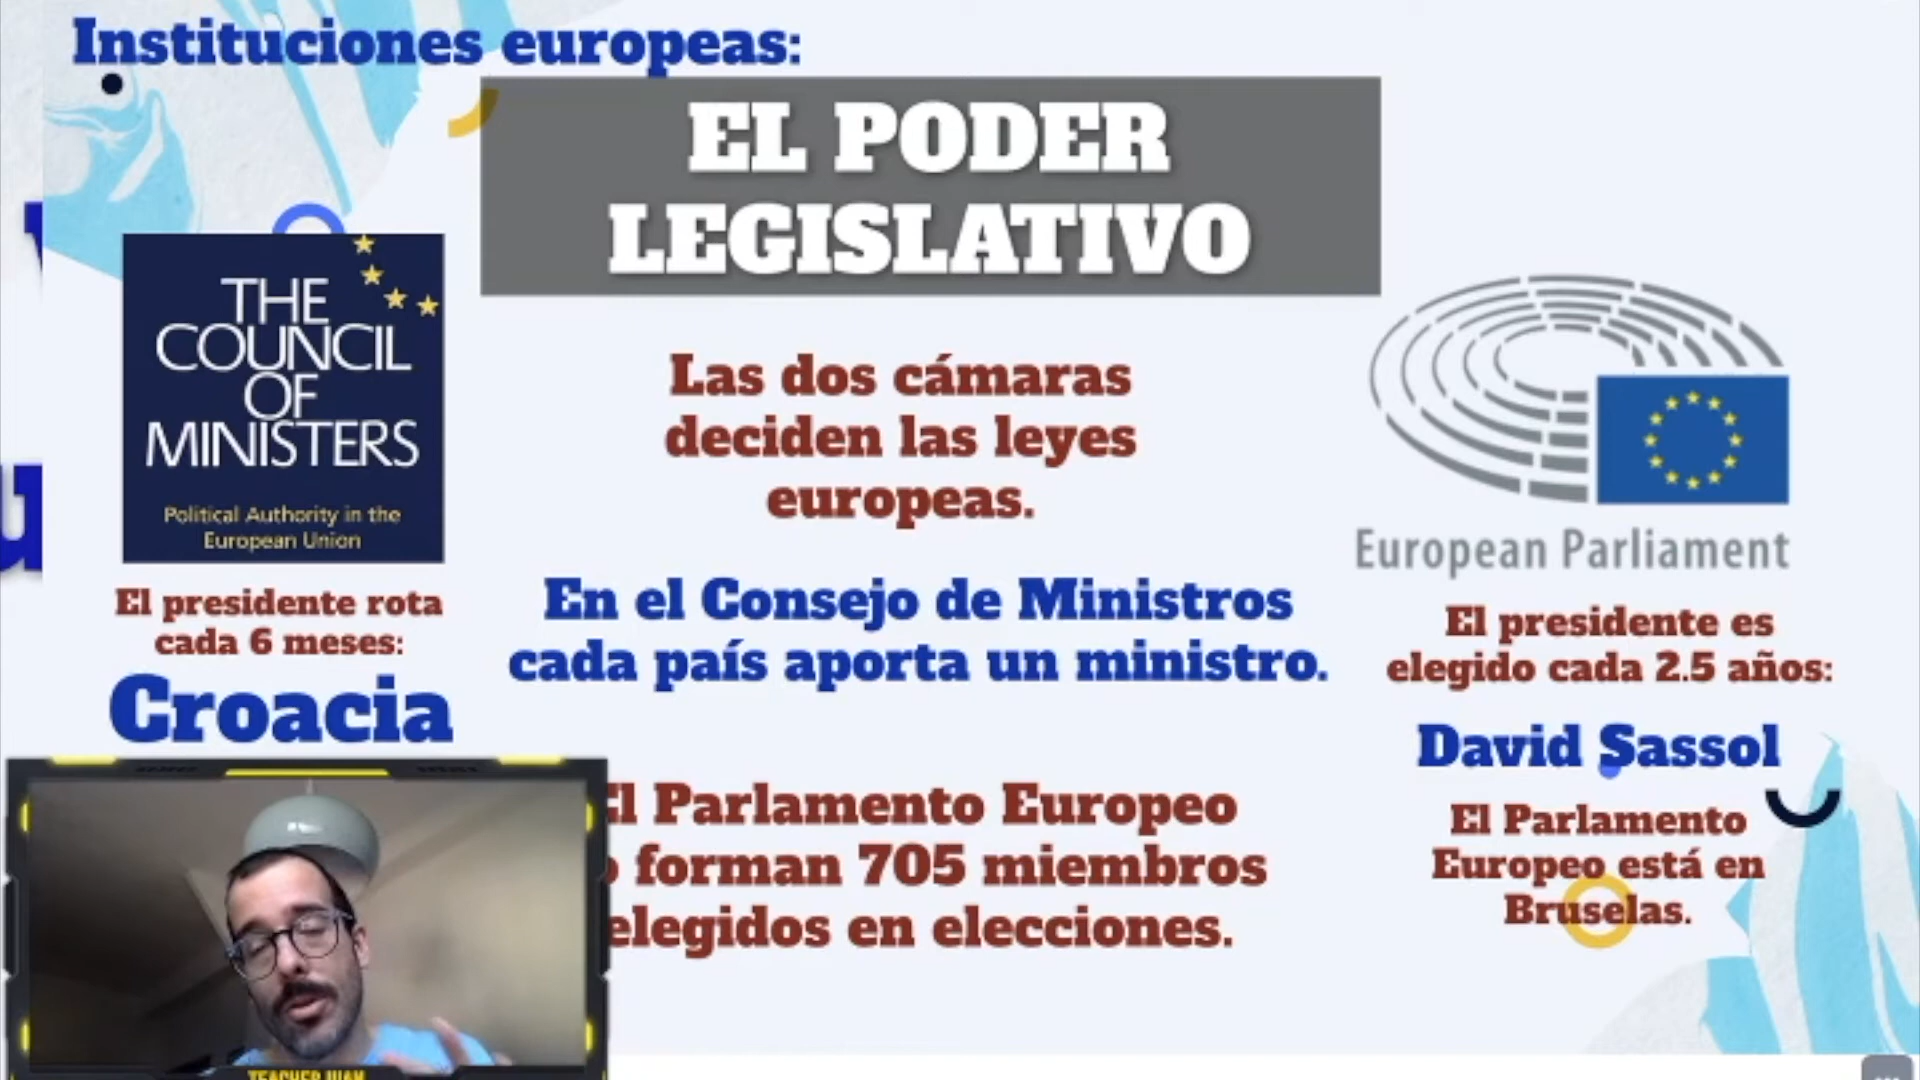 Instituciones europeas:
EL PODER
LEGISLATIVO
THE
COUNCIL
OF
MINISTERS
Political Authority in the
European Union
El presidente rota
cada 6 meses:
Croacia
Las dos cámaras
deciden las leyes
europeas.
En el Consejo de Ministros
cada país aporta un ministro.
El Parlamento Europeo
o forman 705 miembros
elegidos en elecciones.
European Parliament
El presidente es
elegido cada 2.5 años:
David Sassol
El Parlamento
Europeo está en
Bruselas.
TEACHER JUAN